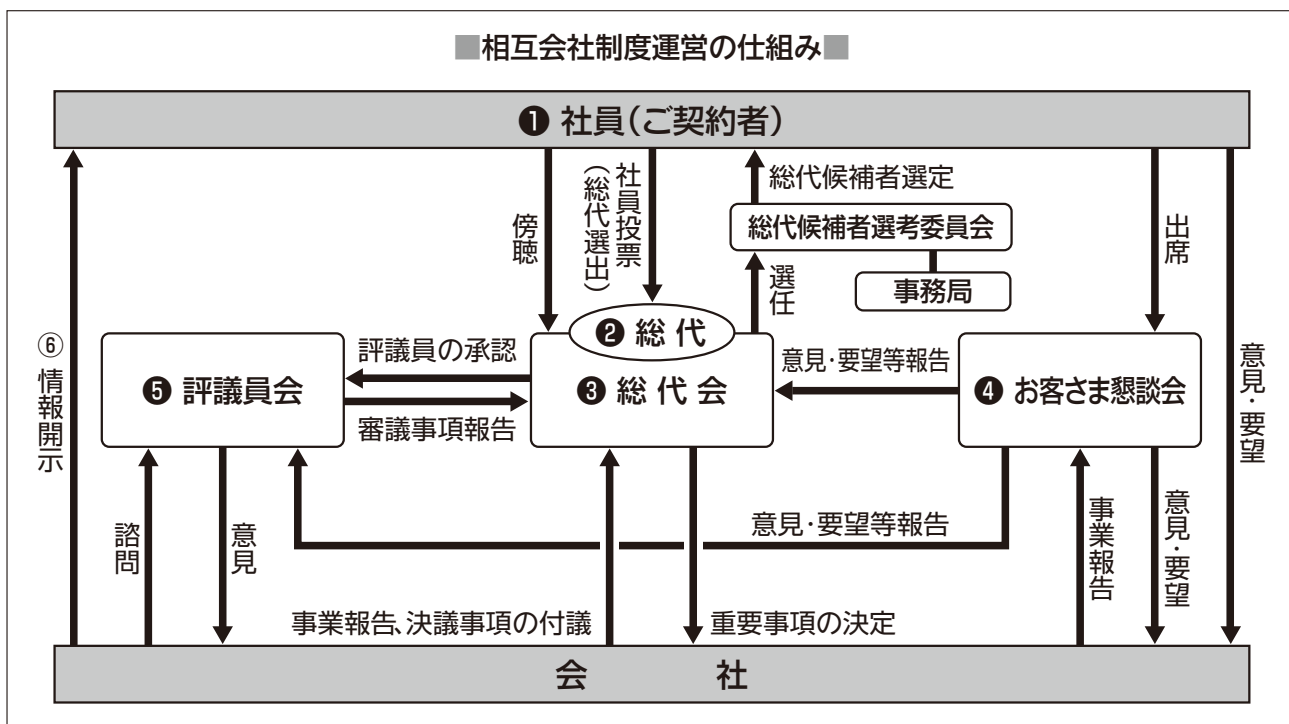 ■相互会社制度運営の仕組み■
❶ 社員(ご契約者)
傍聴
社員投票
(総代選出)
総代候補者選定
総代候補者選考委員会
選任
事務局
出席
意見・要望
⑥情報開示
❷ 総代
評議員の承認
❺ 評議員会
審議事項報告
❸ 総代会
意見・要望等報告
❹ お客さま懇談会
諮問
意見
意見・要望等報告
事業報告
意見・要望
事業報告、決議事項の付議
重要事項の決定
会 社